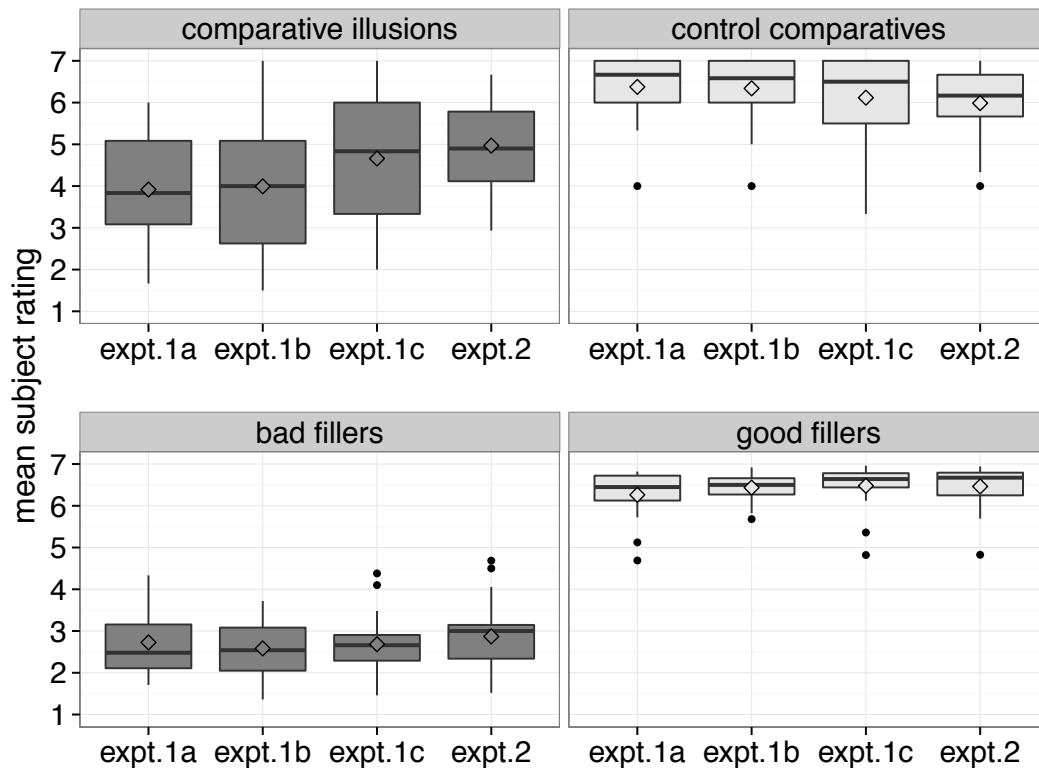 comparative illusions
control comparatives
7
6
5
4
3
2
1
expt.1a expt.1b expt.1c expt.2
expt.1a expt.1b expt.1c expt.2
mean subject rating
bad fillers
good fillers
7
6
5
4
3
2
1
expt.1a expt.1b expt.1c expt.2
expt.1a expt.1b expt.1c expt.2